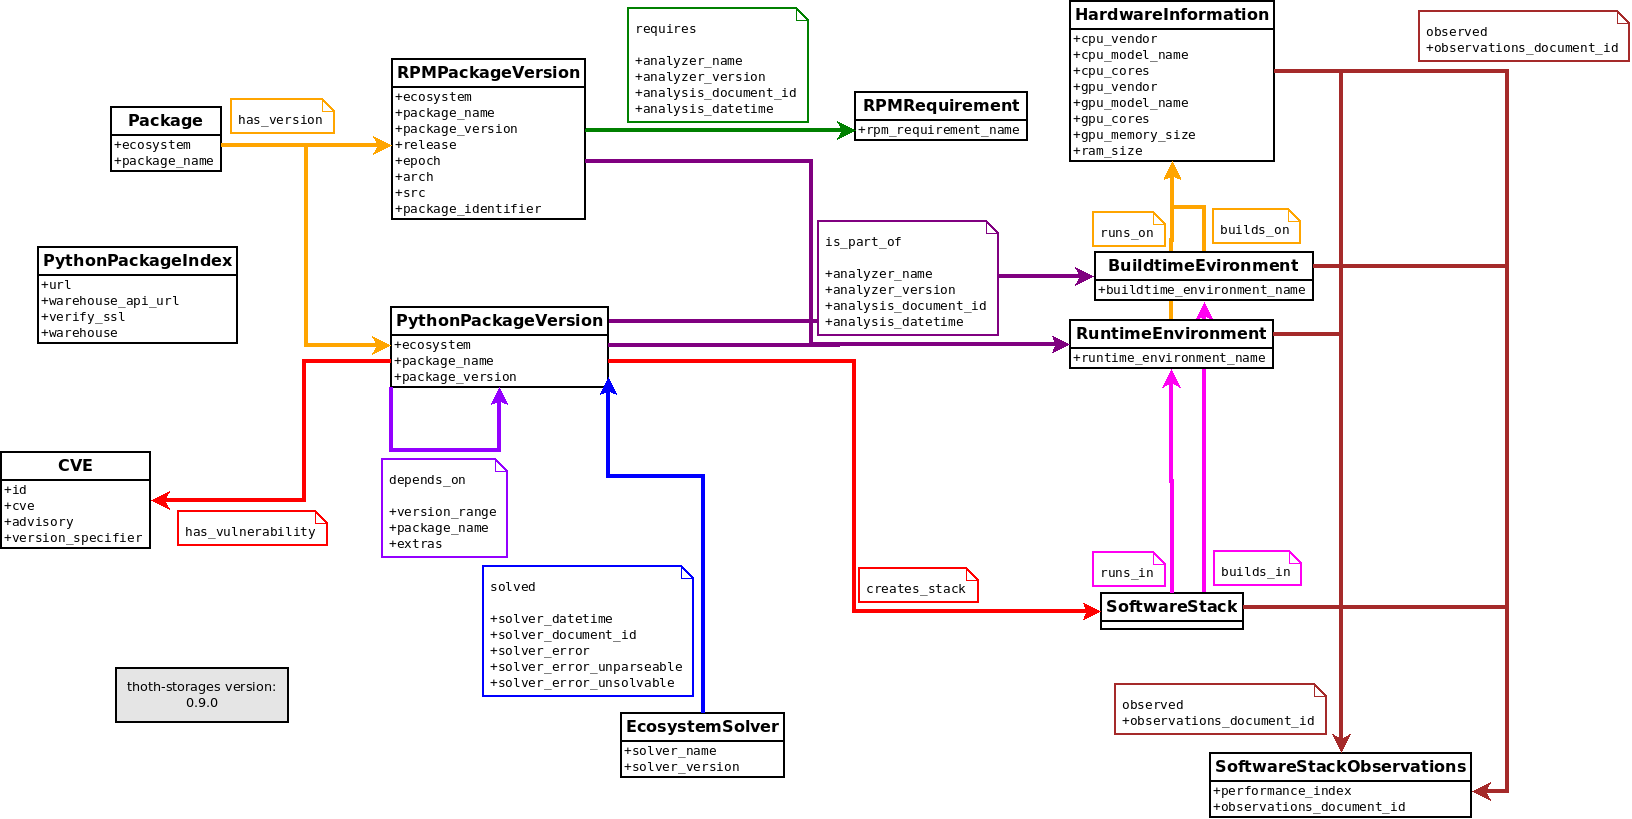 Package
+ecosystem
+package_name
has_version
RPMPackageVersion
+ecosystem
+package_name
+package_version
+release
+epoch
+arch
+src
+package_identifier
requires
+analyzer_name
+analyzer_version
+analysis_document_id
+analysis_datetime
RPMRequirement
+rpm_requirement_name
HardwareInformation
+cpu_vendor
+cpu_model_name
+cpu_cores
+gpu_vendor
+gpu_model_name
+gpu_cores
+gpu_memory_size
+ram_size
observed
+observations_document_id
PythonPackageIndex
+url
+warehouse_api_url
+verify_ssl
+warehouse
is_part_of
+analyzer_name
+analyzer_version
+analysis_document_id
+analysis_datetime
runs_on
builds_on
BuildtimeEvironment
+buildtime_environment_name
PythonPackageVersion
+ecosystem
+package_name
+package_version
RuntimeEnvironment
+runtime_environment_name
CVE
+id
+cve
+advisory
+version_specifier
has_vulnerability
depends_on
+version_range
+package_name
+extras
solved
+solver_datetime
+solver_document_id
+solver_error
+solver_error_unparseable
+solver_error_unsolvable
creates_stack
runs_in
builds_in
SoftwareStack
thoth-storages version:
0.9.0
EcosystemSolver
+solver_name
+solver_version
observed
+observations_document_id
SoftwareStackObservations
+performance_index
+observations_document_id